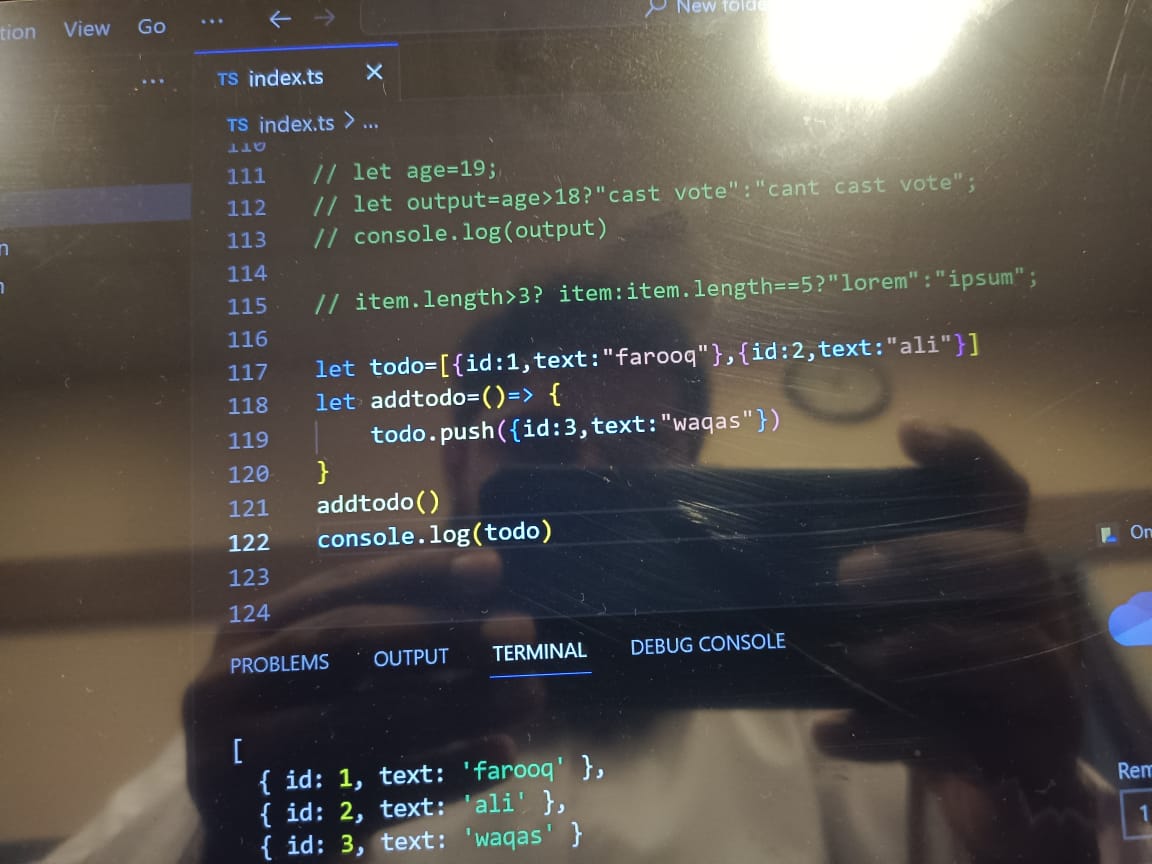 tion View Go ... ← →
New folde
... TS index.ts ×
TS index.ts > ...
110
111 // let age=19;
112 // let output=age>18?"cast vote":"cant cast vote";
113 // console.log(output)
114
115 // item.length>3? item:item.length==5?"lorem":"ipsum";
116
117 let todo=[{id:1,text:"farooq"},{id:2,text:"ali"}]
118 let addtodo=()=> {
119 todo.push({id:3,text:"waqas"})
120 }
121 addtodo()
122 console.log(todo)
123
124
On
PROBLEMS OUTPUT TERMINAL DEBUG CONSOLE
[
{ id: 1, text: 'farooq' },
{ id: 2, text: 'ali' },
{ id: 3, text: 'waqas' }
Rem
1